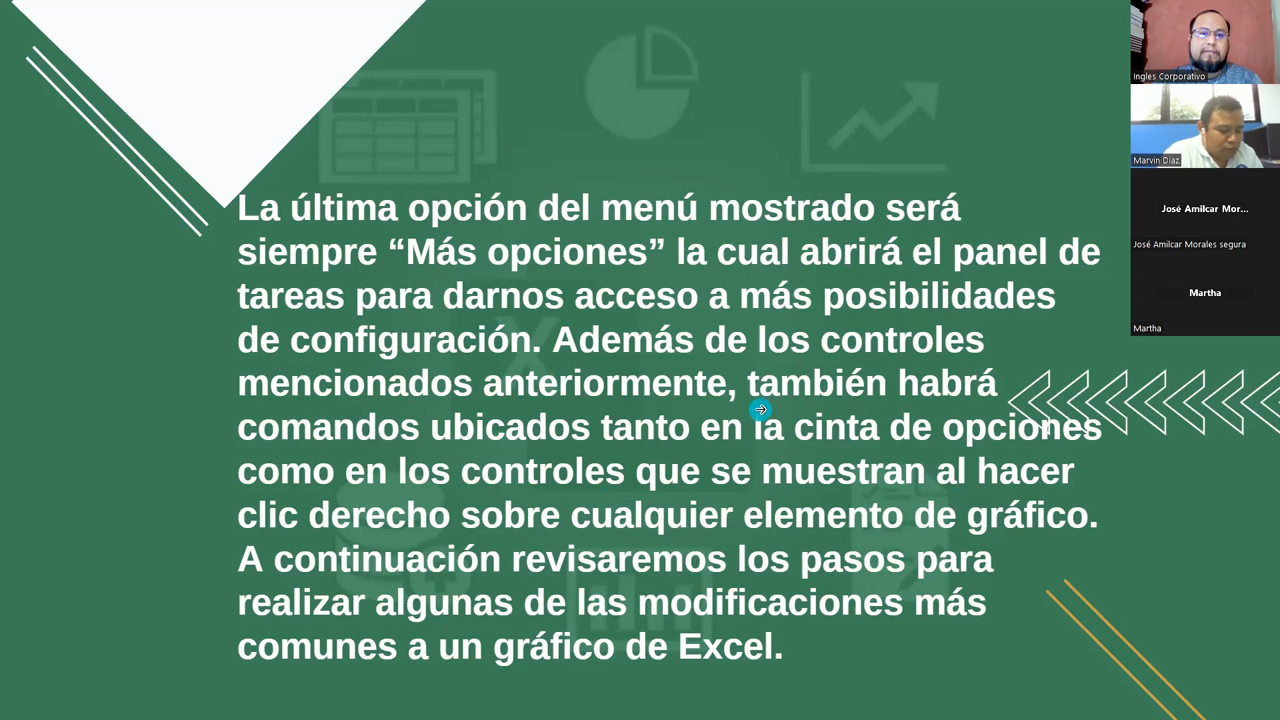 La última opción del menú mostrado será
siempre “Más opciones” la cual abrirá el panel de
tareas para darnos acceso a más posibilidades
de configuración. Además de los controles
mencionados anteriormente, también habrá
comandos ubicados tanto en la cinta de opciones
como en los controles que se muestran al hacer
clic derecho sobre cualquier elemento de gráfico.
A continuación revisaremos los pasos para
realizar algunas de las modificaciones más
comunes a un gráfico de Excel.
Ingles Corporativo
Marvin Diaz
José Amilcar Mor...
José Amilcar Morales segura
Martha
Martha